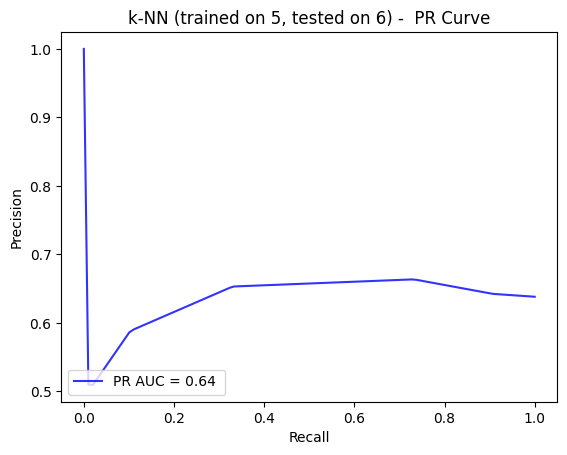 k-NN (trained on 5, tested on 6) -  PR Curve
1.0
0.9
0.8
0.7
0.6
0.5
Precision
PR AUC = 0.64
0.0 0.2 0.4 0.6 0.8 1.0
Recall